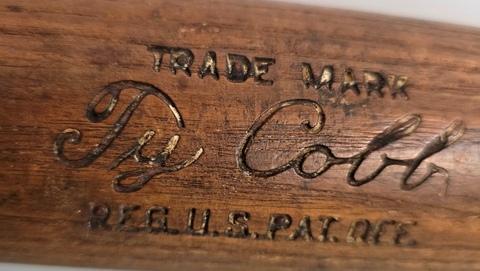 TRADE MARK
Ty Cobb
REG. U.S. PAT. OFF.